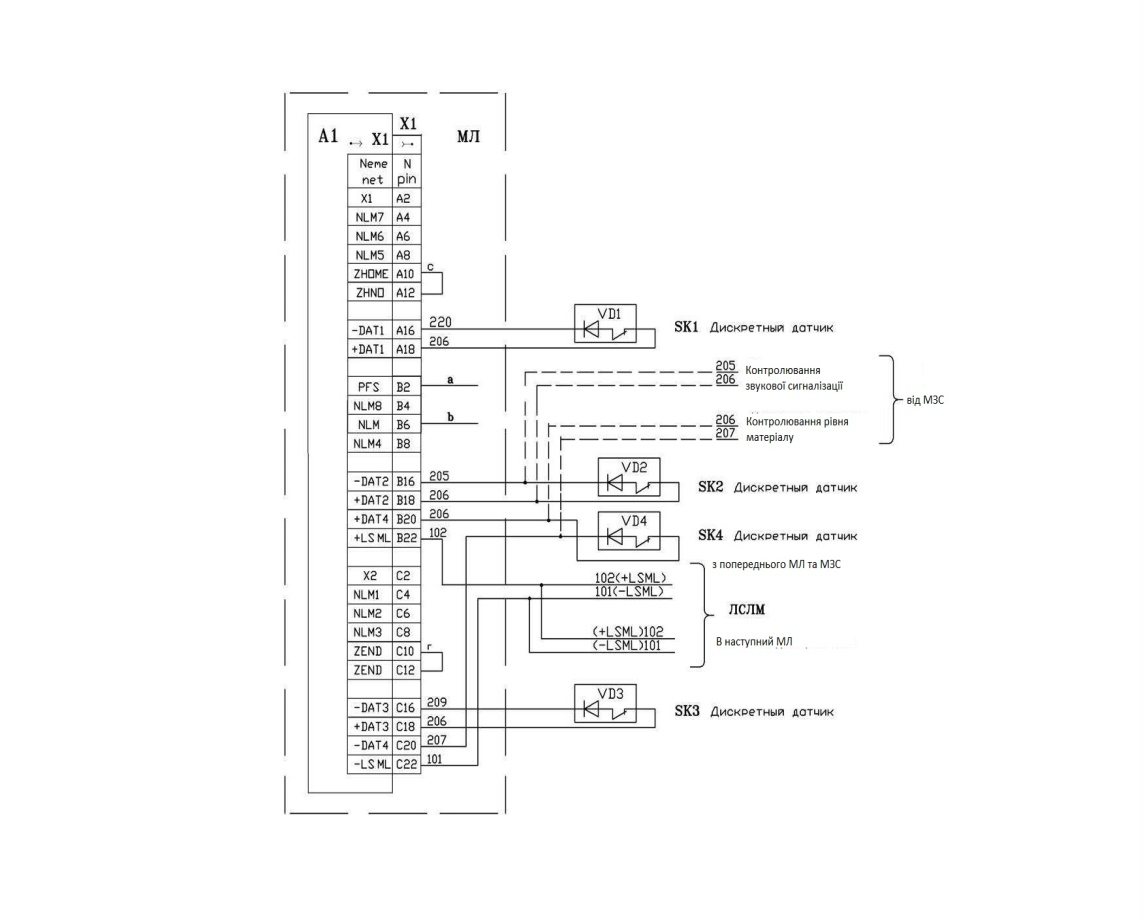 A1
X1
X1
МЛ
Neme net
N pin
X1 A2
NLM7 A4
NLM6 A6
NLM5 A8
ZHOME A10
c
ZHND A12
-DAT1 A16 220
+DAT1 A18 206
VD1
SK1 Дискретный датчик
PFS B2 a
NLM8 B4
NLM B6 b
NLM4 B8
205 Контролювання
206 звукової сигналізації
206 Контролювання рівня
207 матеріалу
від МЗС
-DAT2 B16 205
+DAT2 B18 206
+DAT4 B20 206
+LSML B22 102
VD2
SK2 Дискретный датчик
VD4
SK4 Дискретный датчик
з попереднього МЛ та МЗС
102(+LSML)
101(-LSML)
ЛСЛМ
(+LSML)102
(-LSML)101
В наступний МЛ
X2 C2
NLM1 C4
NLM2 C6
NLM3 C8
ZEND C10
r
ZEND C12
-DAT3 C16 209
+DAT3 C18 206
-DAT4 C20 207
-LSML C22 101
VD3
SK3 Дискретный датчик